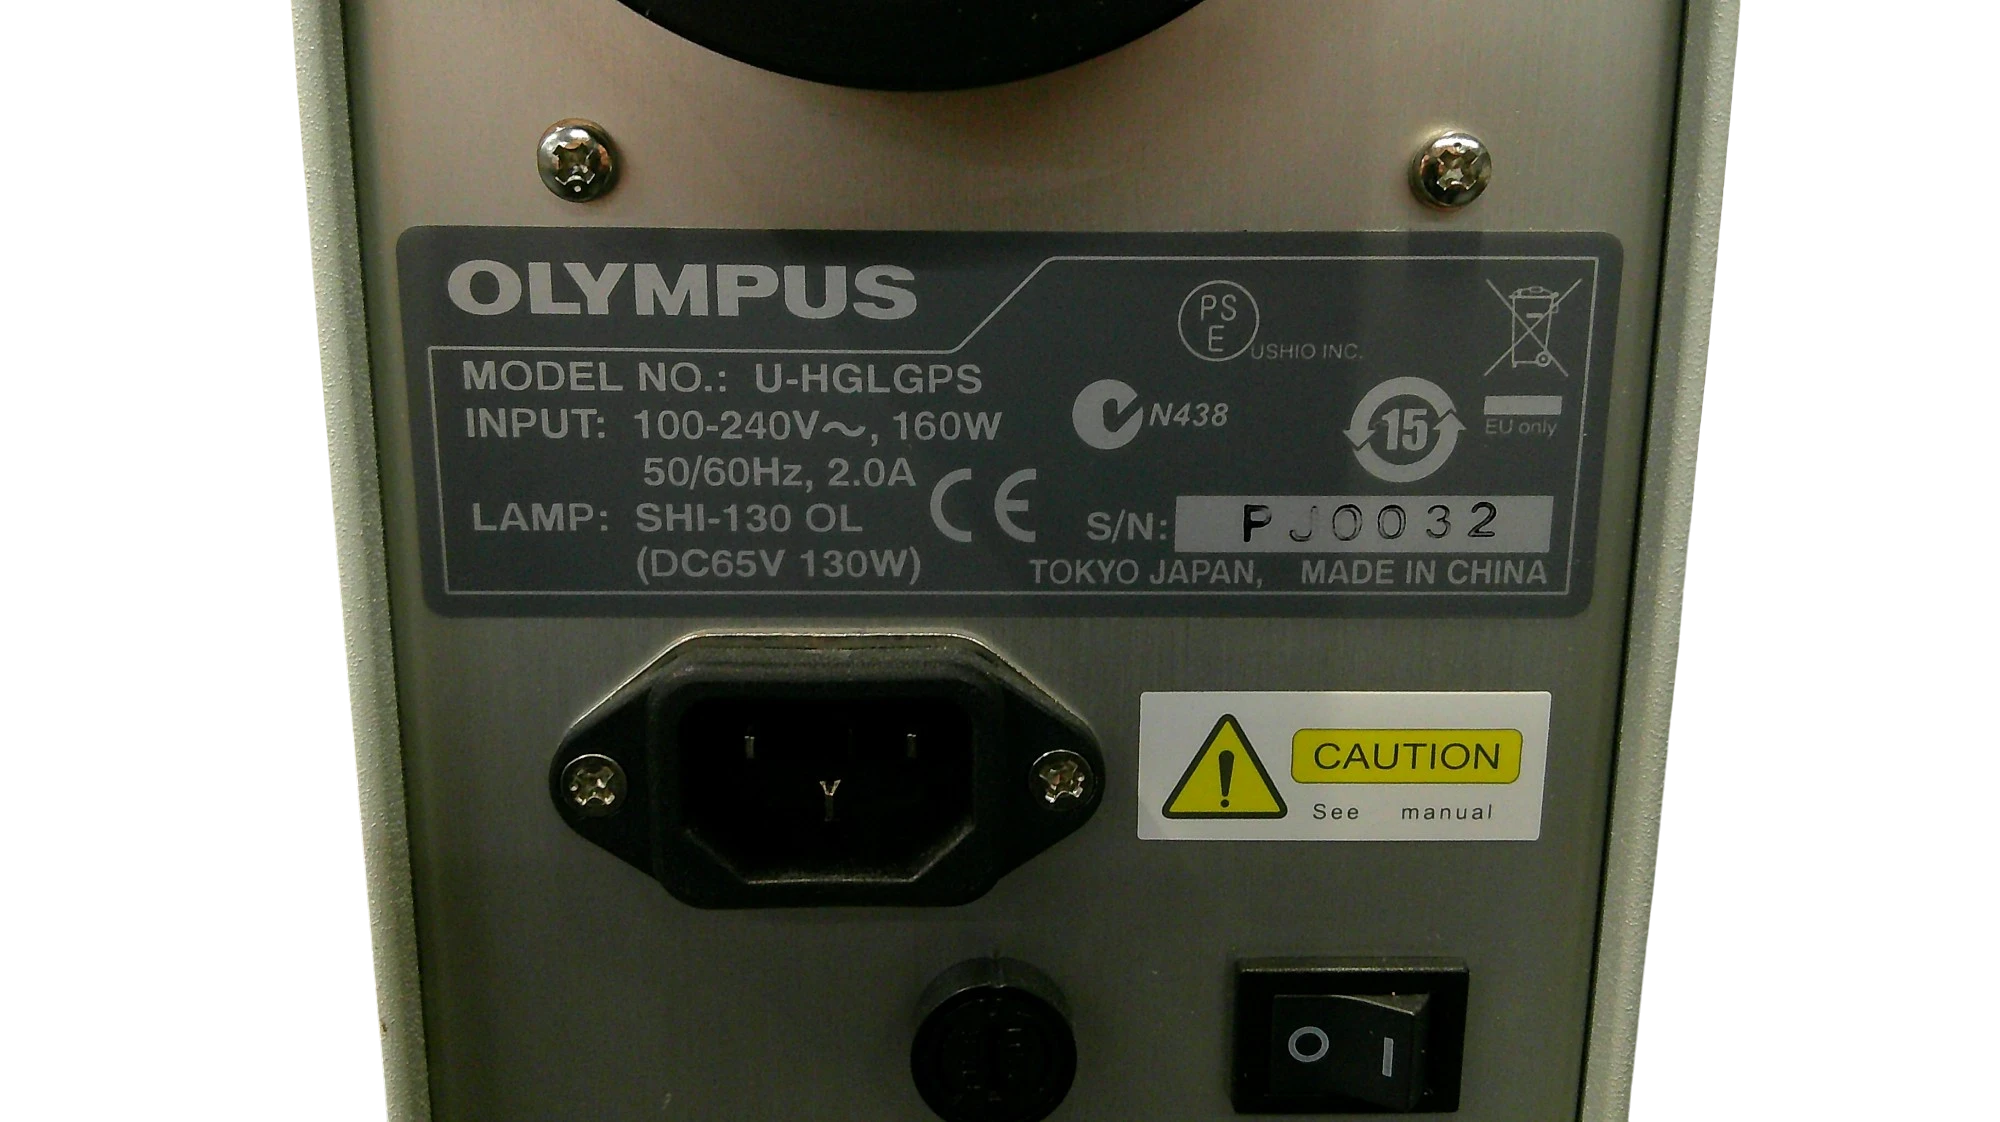 OLYMPUS
MODEL NO.: U-HGLGPS
INPUT: 100-240V～, 160W
50/60Hz, 2.0A
LAMP: SHI-130 OL
(DC65V 130W)
PS
E
USHIO INC.
N438
CE
15
EU only
S/N: PJ0032
TOKYO JAPAN, MADE IN CHINA
CAUTION
See manual
O I